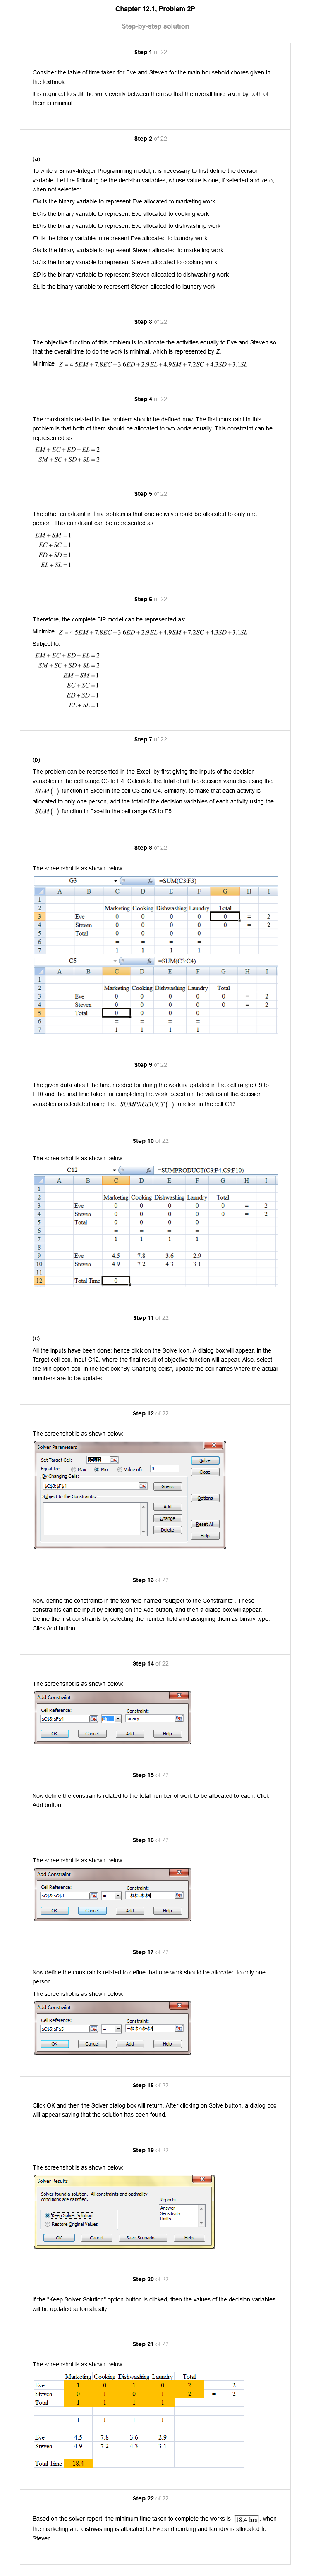 Chapter 12.1, Problem 2P
Step-by-step solution
Step 1 of 22
Consider the table of time taken for Eve and Steven for the main household chores given in
the textbook.
It is required to split the work evenly between them so that the overall time taken by both of
them is minimal.
Step 2 of 22
(a)
To write a Binary-Integer Programming model, it is necessary to first define the decision
variable. Let the following be the decision variables, whose value is one, if selected and zero,
when not selected:
EM is the binary variable to represent Eve allocated to marketing work
EC is the binary variable to represent Eve allocated to cooking work
ED is the binary variable to represent Eve allocated to dishwashing work
EL is the binary variable to represent Eve allocated to laundry work
SM is the binary variable to represent Steven allocated to marketing work
SC is the binary variable to represent Steven allocated to cooking work
SD is the binary variable to represent Steven allocated to dishwashing work
SL is the binary variable to represent Steven allocated to laundry work
Step 3 of 22
The objective function of this problem is to allocate the activities equally to Eve and Steven so
that the overall time to do the work is minimal, which is represented by Z.
Minimize Z = 4.5EM + 7.8EC + 3.6ED + 2.9EL + 4.9SM + 7.2SC + 4.3SD + 3.1SL
Step 4 of 22
The constraints related to the problem should be defined now. The first constraint in this
problem is that both of them should be allocated to two works equally. This constraint can be
represented as:
EM + EC + ED + EL = 2
SM + SC + SD + SL = 2
Step 5 of 22
The other constraint in this problem is that one activity should be allocated to only one
person. This constraint can be represented as:
EM + SM = 1
EC + SC = 1
ED + SD = 1
EL + SL = 1
Step 6 of 22
Therefore, the complete BIP model can be represented as:
Minimize Z = 4.5EM + 7.8EC + 3.6ED + 2.9EL + 4.9SM + 7.2SC + 4.3SD + 3.1SL
Subject to:
EM + EC + ED + EL = 2
SM + SC + SD + SL = 2
EM + SM = 1
EC + SC = 1
ED + SD = 1
EL + SL = 1
Step 7 of 22
(b)
The problem can be represented in the Excel, by first giving the inputs of the decision
variables in the cell range C3 to F4. Calculate the total of all the decision variables using the
SUM( ) function in Excel in the cell G3 and G4. Similarly, to make that each activity is
allocated to only one person, add the total of the decision variables of each activity using the
SUM( ) function in Excel in the cell range C5 to F5.
Step 8 of 22
The screenshot is as shown below:
G3 fx =SUM(C3:F3)
A B C D E F G H I
1
2 Marketing Cooking Dishwashing Laundry Total
3 Eve 0 0 0 0 0 = 2
4 Steven 0 0 0 0 0 = 2
5 Total 0 0 0 0
6 = = = =
7 1 1 1 1
C5 fx =SUM(C3:C4)
A B C D E F G H I
1
2 Marketing Cooking Dishwashing Laundry Total
3 Eve 0 0 0 0 0 = 2
4 Steven 0 0 0 0 0 = 2
5 Total 0 0 0 0
6 = = = =
7 1 1 1 1
Step 9 of 22
The given data about the time needed for doing the work is updated in the cell range C9 to
F10 and the final time taken for completing the work based on the values of the decision
variables is calculated using the SUMPRODUCT( ) function in the cell C12.
Step 10 of 22
The screenshot is as shown below:
C12 fx =SUMPRODUCT(C3:F4,C9:F10)
A B C D E F G H I
1
2 Marketing Cooking Dishwashing Laundry Total
3 Eve 0 0 0 0 0 = 2
4 Steven 0 0 0 0 0 = 2
5 Total 0 0 0 0
6 = = = =
7 1 1 1 1
8
9 Eve 4.5 7.8 3.6 2.9
10 Steven 4.9 7.2 4.3 3.1
11
12 Total Time 0
Step 11 of 22
(c)
All the inputs have been done; hence click on the Solve icon. A dialog box will appear. In the
Target cell box, input C12, where the final result of objective function will appear. Also, select
the Min option box. In the text box "By Changing cells", update the cell names where the actual
numbers are to be updated.
Step 12 of 22
The screenshot is as shown below:
Solver Parameters
Set Target Cell: $C$12 Solve
Equal To: Max Min Value of: 0 Close
By Changing Cells:
$C$3:$F$4 Guess
Subject to the Constraints: Options
Add
Change
Reset All
Delete
Help
Step 13 of 22
Now, define the constraints in the text field named "Subject to the Constraints". These
constraints can be input by clicking on the Add button, and then a dialog box will appear.
Define the first constraints by selecting the number field and assigning them as binary type:
Click Add button.
Step 14 of 22
The screenshot is as shown below:
Add Constraint
Cell Reference: Constraint:
$C$3:$F$4 bin binary
OK Cancel Add Help
Step 15 of 22
Now define the constraints related to the total number of work to be allocated to each. Click
Add button.
Step 16 of 22
The screenshot is as shown below:
Add Constraint
Cell Reference: Constraint:
$G$3:$G$4 = =$I$3:$I$4
OK Cancel Add Help
Step 17 of 22
Now define the constraints related to define that one work should be allocated to only one
person.
The screenshot is as shown below:
Add Constraint
Cell Reference: Constraint:
$C$5:$F$5 = =$C$7:$F$7
OK Cancel Add Help
Step 18 of 22
Click OK and then the Solver dialog box will return. After clicking on Solve button, a dialog box
will appear saying that the solution has been found.
Step 19 of 22
The screenshot is as shown below:
Solver Results
Solver found a solution. All constraints and optimality
conditions are satisfied.
Reports
Answer
Sensitivity
Limits
Keep Solver Solution
Restore Original Values
OK Cancel Save Scenario... Help
Step 20 of 22
If the "Keep Solver Solution" option button is clicked, then the values of the decision variables
will be updated automatically.
Step 21 of 22
The screenshot is as shown below:
Marketing Cooking Dishwashing Laundry Total
Eve 1 0 1 0 2 = 2
Steven 0 1 0 1 2 = 2
Total 1 1 1 1
= = = =
1 1 1 1
Eve 4.5 7.8 3.6 2.9
Steven 4.9 7.2 4.3 3.1
Total Time 18.4
Step 22 of 22
Based on the solver report, the minimum time taken to complete the works is 18.4 hrs, when
the marketing and dishwashing is allocated to Eve and cooking and laundry is allocated to
Steven.